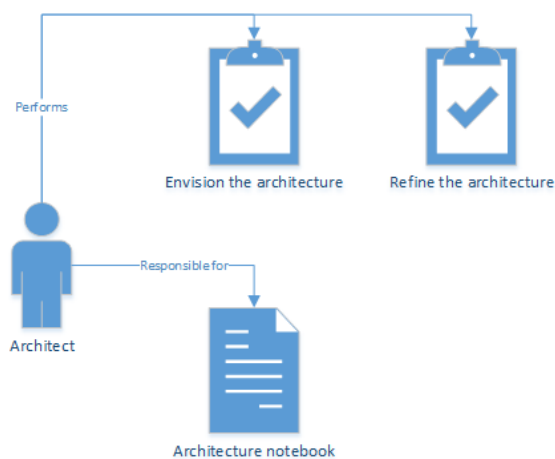 Performs
Envision the architecture
Refine the architecture
Responsible for
Architect
Architecture notebook